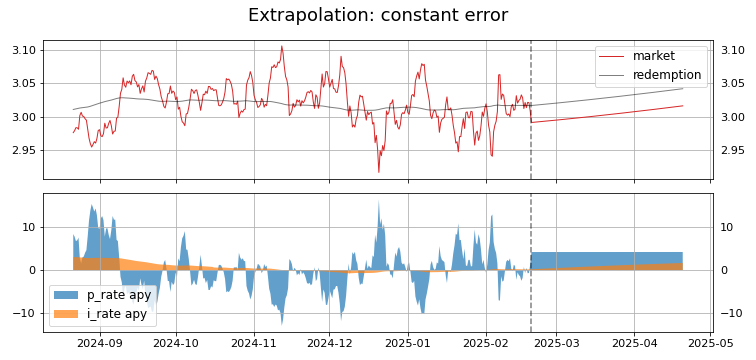 Extrapolation: constant error
3.10 3.10
3.05 3.05
3.00 3.00
2.95 2.95
market
redemption
10 10
0 0
−10 −10
p_rate apy
i_rate apy
2024-09 2024-10 2024-11 2024-12 2025-01 2025-02 2025-03 2025-04 2025-05